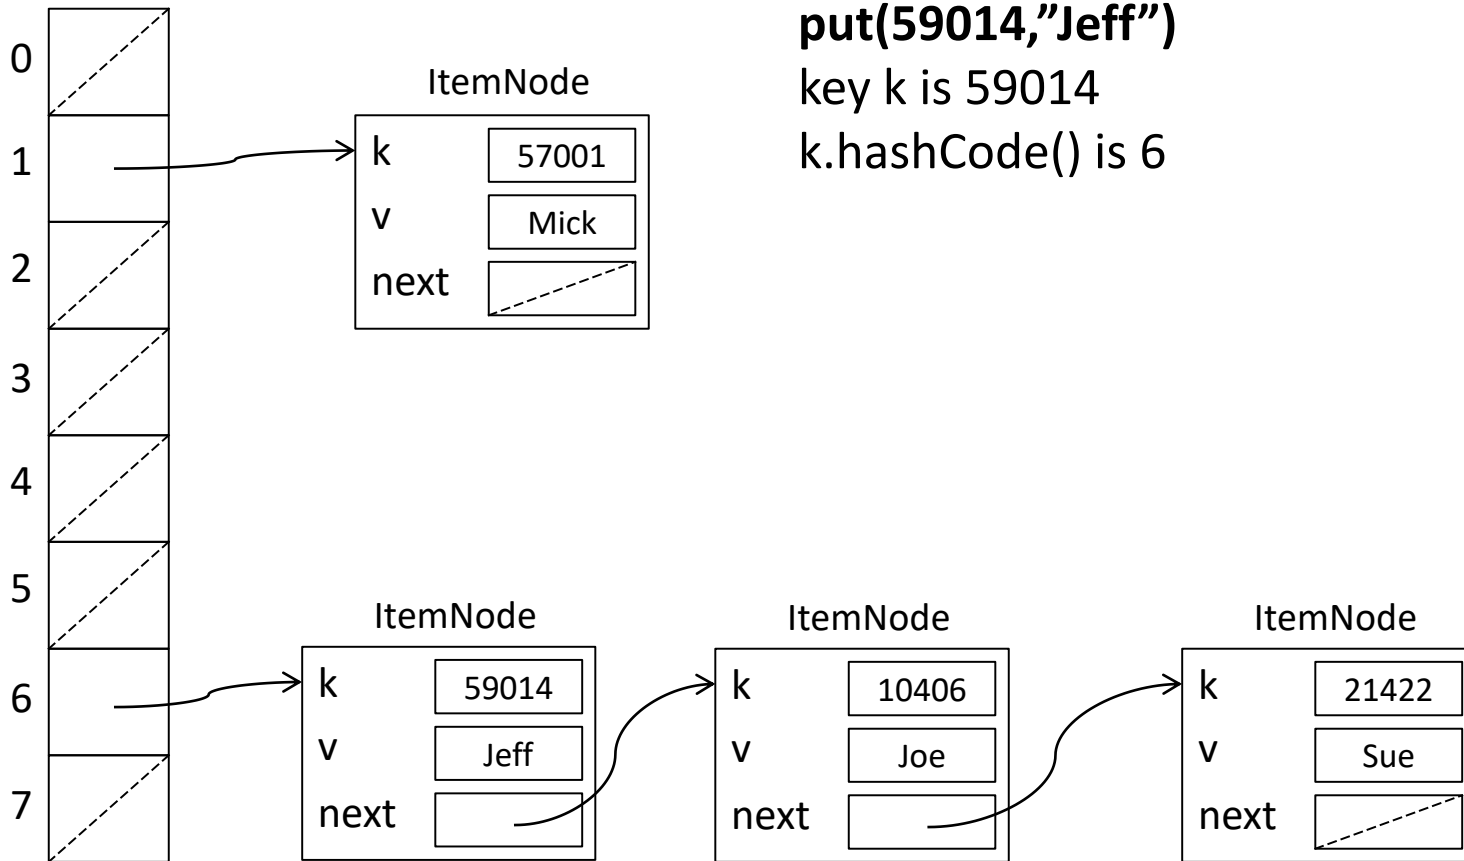 put(59014,”Jeff”)
key k is 59014
k.hashCode() is 6
0
1
2
3
4
5
6
7
ItemNode
k 57001
v Mick
next
ItemNode
k 59014
v Jeff
next
ItemNode
k 10406
v Joe
next
ItemNode
k 21422
v Sue
next